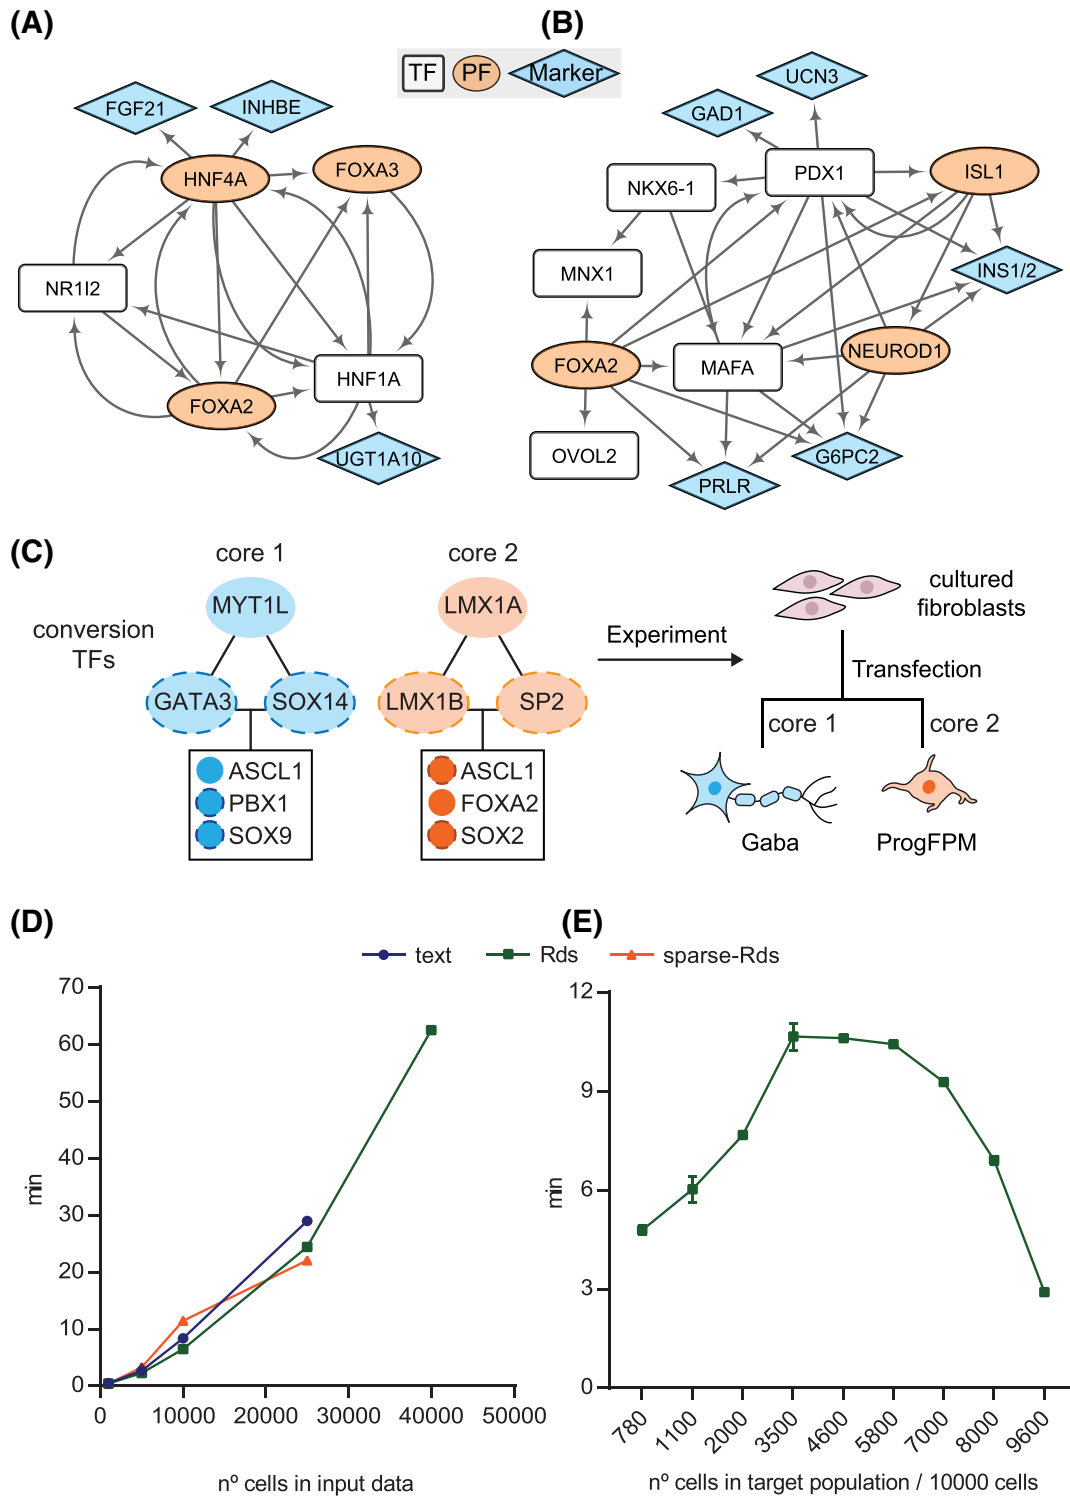 (A)
(B)
TF
PF
Marker
FGF21
INHBE
HNF4A
FOXA3
NR1I2
HNF1A
FOXA2
UGT1A10
UCN3
GAD1
PDX1
ISL1
NKX6-1
MNX1
INS1/2
FOXA2
MAFA
NEUROD1
OVOL2
G6PC2
PRLR
(C)
core 1
core 2
conversion
TFs
MYT1L
LMX1A
GATA3
SOX14
LMX1B
SP2
ASCL1
PBX1
SOX9
ASCL1
FOXA2
SOX2
Experiment
cultured
fibroblasts
Transfection
core 1
core 2
Gaba
ProgFPM
(D)
(E)
text
Rds
sparse-Rds
70
60
50
40
30
20
10
0
min
0
10000
20000
30000
40000
50000
nº cells in input data
12
9
6
3
0
min
780
1100
2000
3500
4600
5800
7000
8000
9600
nº cells in target population / 10000 cells